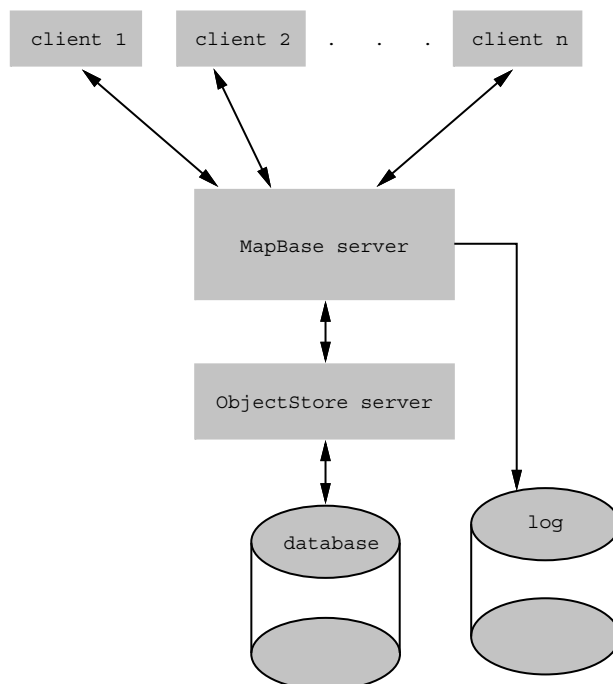 client 1 client 2 . . . client n
MapBase server
ObjectStore server
log
database